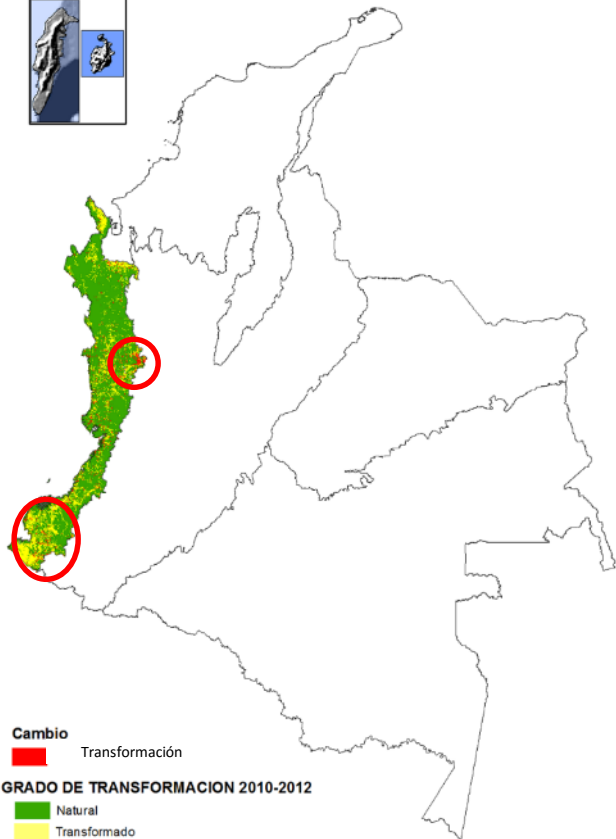 Cambio
Transformación
GRADO DE TRANSFORMACION 2010-2012
Natural
Transformado